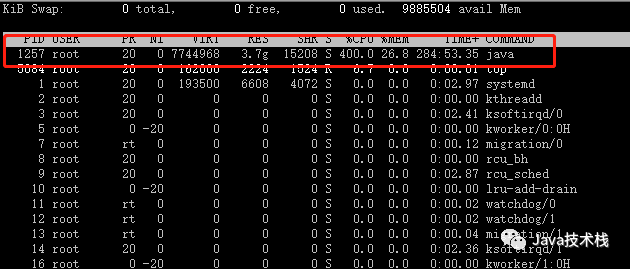 KiB Swap: 0 total, 0 free, 0 used. 9885504 avail Mem
PID USER PR NI VIRT RES SHR S %CPU %MEM TIME+ COMMAND
1257 root 20 0 7744968 3.7g 15208 S 400.0 26.8 284:53.35 java
5084 root 20 0 162000 2224 1524 R 6.7 0.0 0:00.01 top
1 root 20 0 193500 6608 4072 S 0.0 0.0 0:02.97 systemd
2 root 20 0 0 0 0 S 0.0 0.0 0:00.00 kthreadd
3 root 20 0 0 0 0 S 0.0 0.0 0:02.41 ksoftirqd/0
5 root 0 -20 0 0 0 S 0.0 0.0 0:00.00 kworker/0:0H
7 root rt 0 0 0 0 S 0.0 0.0 0:00.12 migration/0
8 root 20 0 0 0 0 S 0.0 0.0 0:00.00 rcu_bh
9 root 20 0 0 0 0 S 0.0 0.0 0:02.87 rcu_sched
10 root 0 -20 0 0 0 S 0.0 0.0 0:00.00 lru-add-drain
11 root rt 0 0 0 0 S 0.0 0.0 0:00.02 watchdog/0
12 root rt 0 0 0 0 S 0.0 0.0 0:00.02 watchdog/1
13 root rt 0 0 0 0 S 0.0 0.0 0:00.04 migration/1
14 root 20 0 0 0 0 S 0.0 0.0 0:02.36 ksoftirqd/1
16 root 0 -20 0 0 0 S 0.0 0.0 0:00.00 kworker/1:0H
Java技术栈